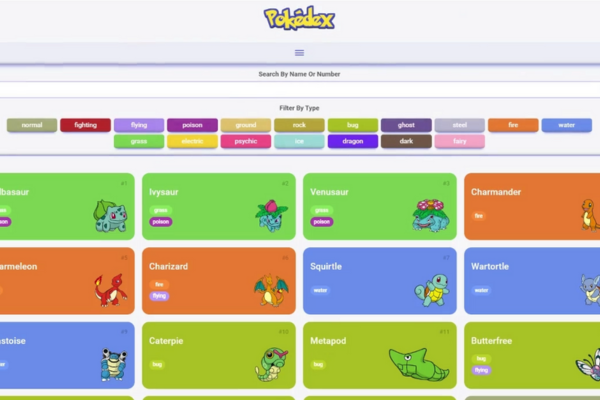 Pokédex
Search By Name Or Number
Filter By Type
normal fighting flying poison ground rock bug ghost steel fire water
grass electric psychic ice dragon dark fairy
lbasaur #1 Ivysaur #2 Venusaur #3 Charmander
grass grass fire
poison poison
armeleon Charizard #6 Squirtle #7 Wartortle
fire water water
flying
stoise #9 Caterpie #10 Metapod #11 Butterfree
bug bug bug
flying